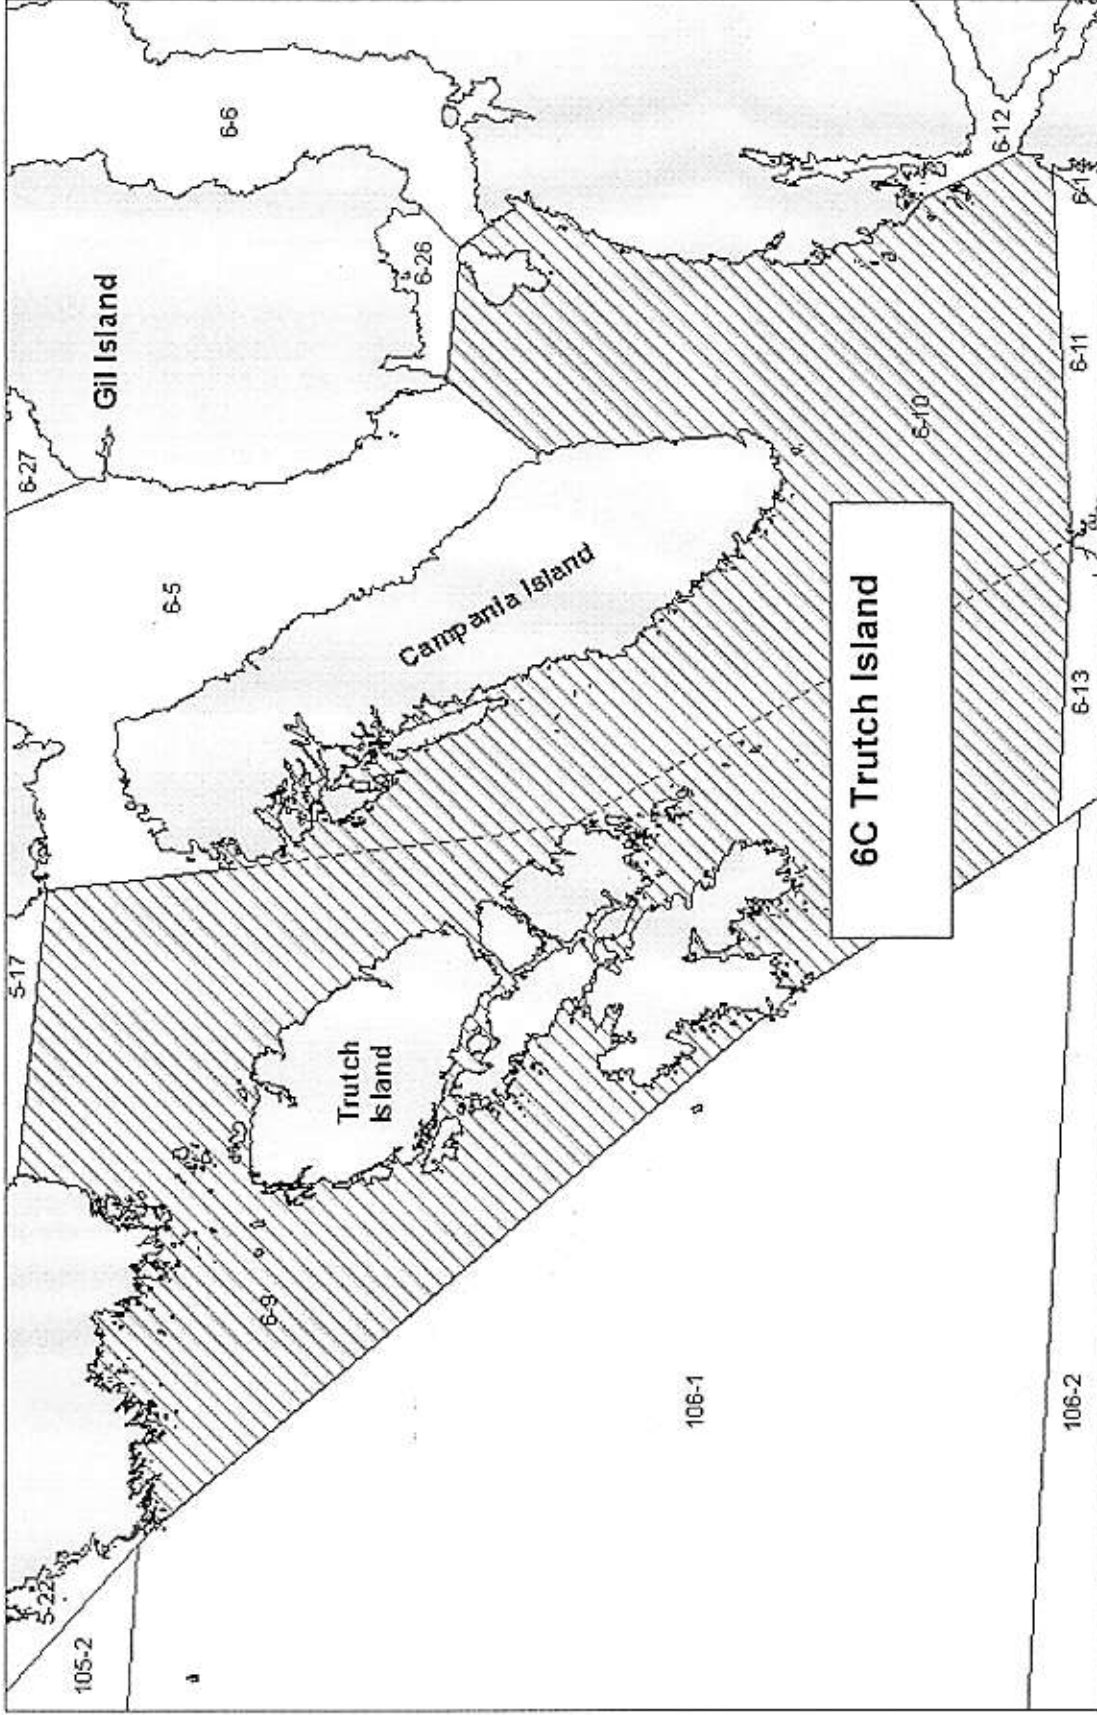 5-17
6-27
5-22
105-2
Gil Island
6-5
6-6
6-9
Trutch
Island
6-26
Campania Island
106-1
6C Trutch Island
6-10
6-12
106-2
6-13
6-11